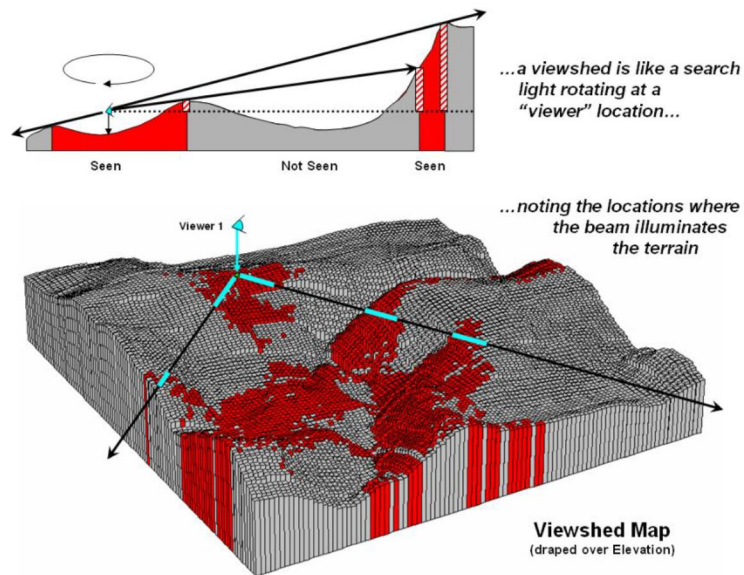 ...a viewshed is like a search
light rotating at a
“viewer” location...
Seen
Not Seen
Seen
...noting the locations where
the beam illuminates
the terrain
Viewer 1
Viewshed Map
(draped over Elevation)